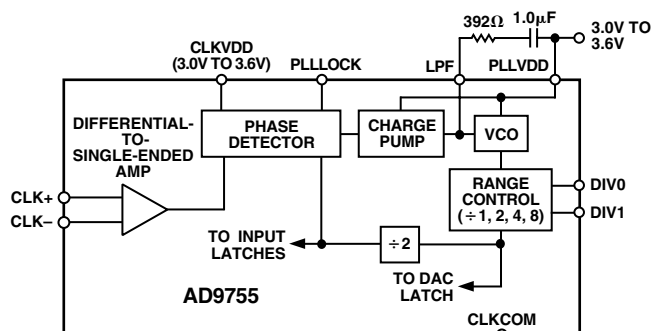 392Ω 1.0μF
3.0V TO
3.6V
CLKVDD
(3.0V TO 3.6V)
PLLLOCK
LPF
PLLVDD
DIFFERENTIAL-
TO-
SINGLE-ENDED
AMP
PHASE
DETECTOR
CHARGE
PUMP
VCO
CLK+
CLK–
RANGE
CONTROL
(÷1, 2, 4, 8)
DIV0
DIV1
TO INPUT
LATCHES
÷2
TO DAC
LATCH
AD9755
CLKCOM